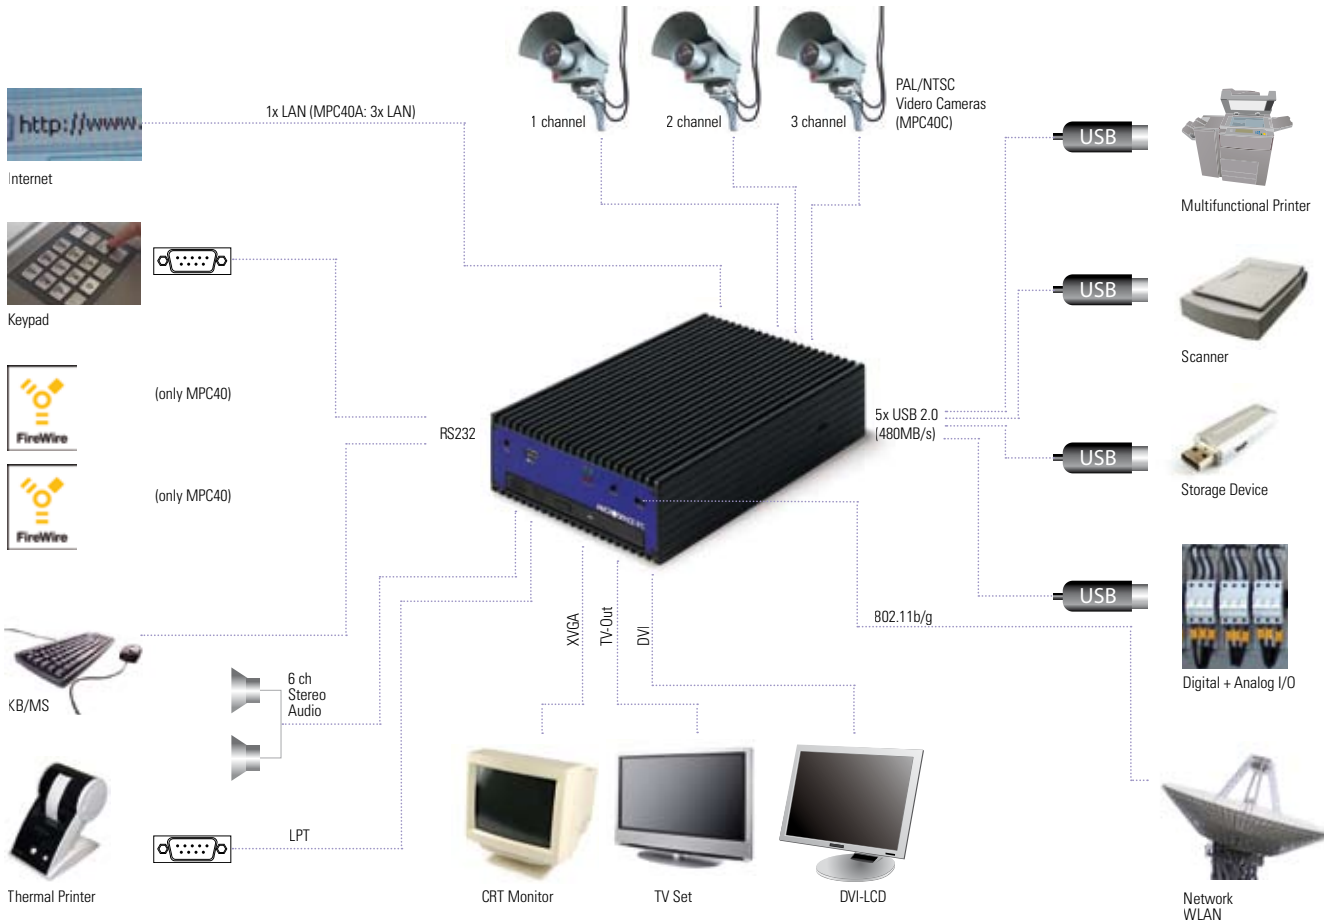 1x LAN (MPC40A: 3x LAN)
http://www.
Internet
1 channel
2 channel
3 channel
PAL/NTSC
Videro Cameras
(MPC40C)
USB
Multifunctional Printer
Keypad
USB
Scanner
FireWire
(only MPC40)
RS232
5x USB 2.0
(480MB/s)
USB
Storage Device
FireWire
(only MPC40)
XVGA
TV-Out
DVI
802.11b/g
USB
Digital + Analog I/O
KB/MS
6 ch
Stereo
Audio
LPT
Thermal Printer
CRT Monitor
TV Set
DVI-LCD
Network
WLAN